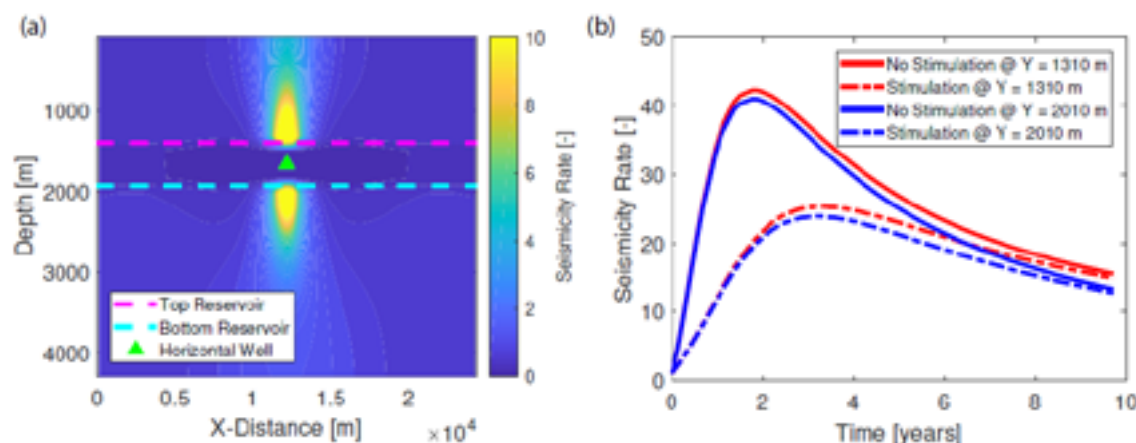 (a)
10
8
6
4
2
0
Seismicity Rate [-]
1000
2000
3000
4000
Depth [m]
Top Reservoir
Bottom Reservoir
Horizontal Well
0 0.5 1 1.5 2
×10⁴
X-Distance [m]
(b)
50
40
30
20
10
0
Seismicity Rate [-]
No Stimulation @ Y = 1310 m
Stimulation @ Y = 1310 m
No Stimulation @ Y = 2010 m
Stimulation @ Y = 2010 m
0 2 4 6 8 10
Time [years]